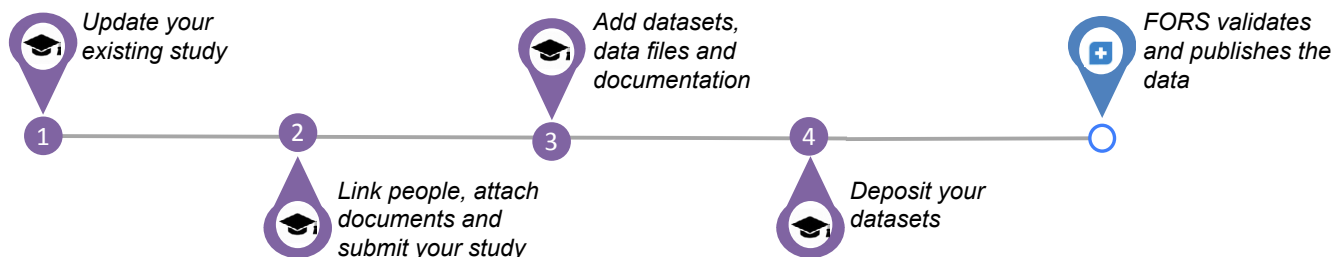 Update your
existing study
1
2
Link people, attach
documents and
submit your study
Add datasets,
data files and
documentation
3
4
Deposit your
datasets
FORS validates
and publishes the
data